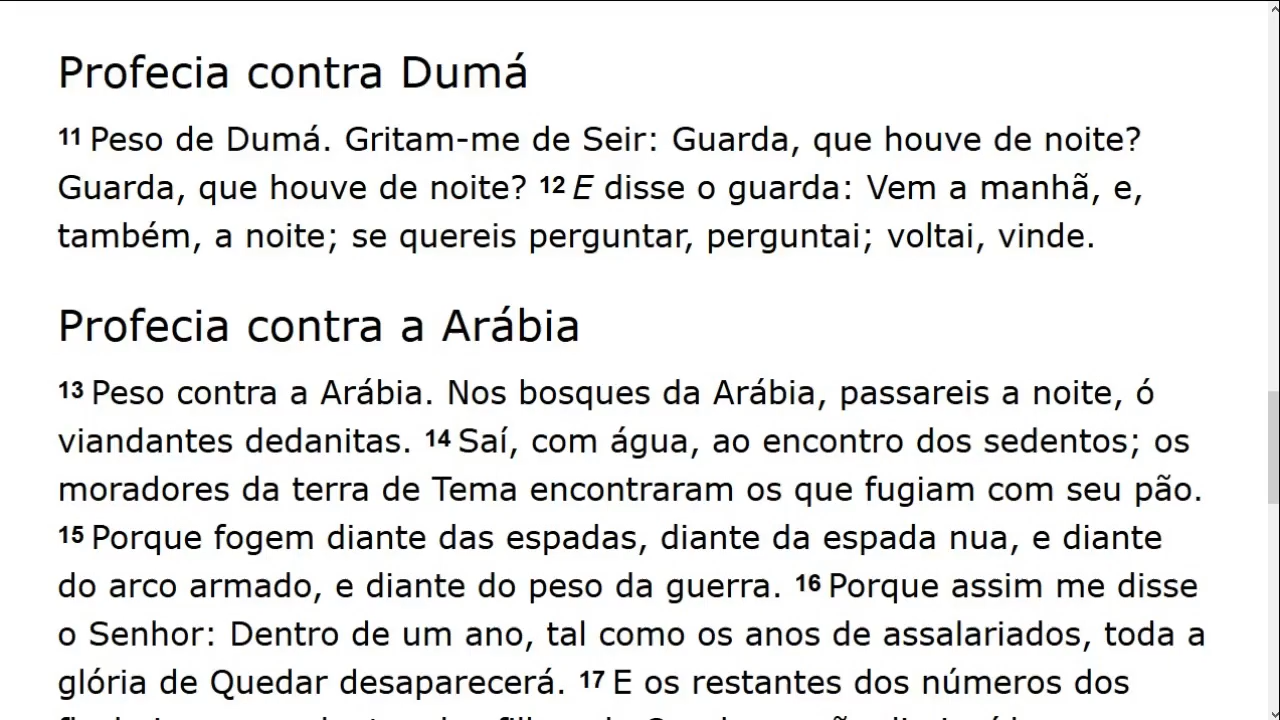 Profecia contra Dumá
11 Peso de Dumá. Gritam-me de Seir: Guarda, que houve de noite?
Guarda, que houve de noite? 12 E disse o guarda: Vem a manhã, e,
também, a noite; se quereis perguntar, perguntai; voltai, vinde.
Profecia contra a Arábia
13 Peso contra a Arábia. Nos bosques da Arábia, passareis a noite, ó
viandantes dedanitas. 14 Saí, com água, ao encontro dos sedentos; os
moradores da terra de Tema encontraram os que fugiam com seu pão.
15 Porque fogem diante das espadas, diante da espada nua, e diante
do arco armado, e diante do peso da guerra. 16 Porque assim me disse
o Senhor: Dentro de um ano, tal como os anos de assalariados, toda a
glória de Quedar desaparecerá. 17 E os restantes dos números dos